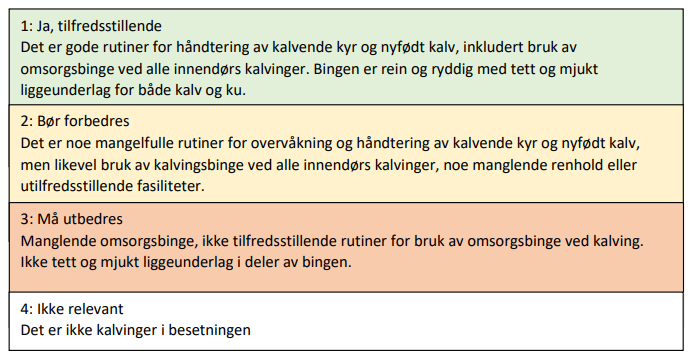 1: Ja, tilfredsstillende
Det er gode rutiner for håndtering av kalvende kyr og nyfødt kalv, inkludert bruk av
omsorgsbinge ved alle innendørs kalvinger. Bingen er rein og ryddig med tett og mjukt
liggeunderlag for både kalv og ku.
2: Bør forbedres
Det er noe mangelfulle rutiner for overvåkning og håndtering av kalvende kyr og nyfødt kalv,
men likevel bruk av kalvingsbinge ved alle innendørs kalvinger, noe manglende renhold eller
utilfredsstillende fasiliteter.
3: Må utbedres
Manglende omsorgsbinge, ikke tilfredsstillende rutiner for bruk av omsorgsbinge ved kalving.
Ikke tett og mjukt liggeunderlag i deler av bingen.
4: Ikke relevant
Det er ikke kalvinger i besetningen